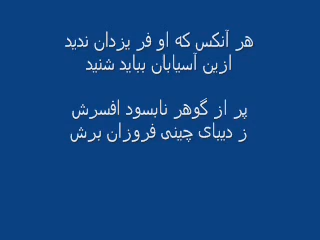 هر آنکس که او فر یزدان ندید
ازین آسیابان بباید شنید
پر از گوهر نابسود افسرش
ز دیبای چینی فروزان برش